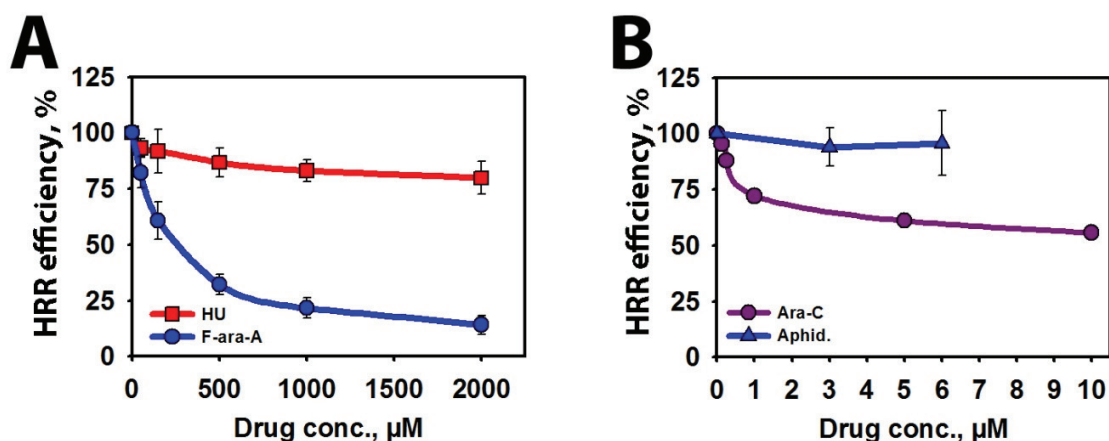 A
HRR efficiency, %
125
100
75
50
25
0
HU
F-ara-A
0 500 1000 1500 2000
Drug conc., µM
B
HRR efficiency, %
125
100
75
50
25
0
Ara-C
Aphid.
0 1 2 3 4 5 6 7 8 9 10
Drug conc., µM